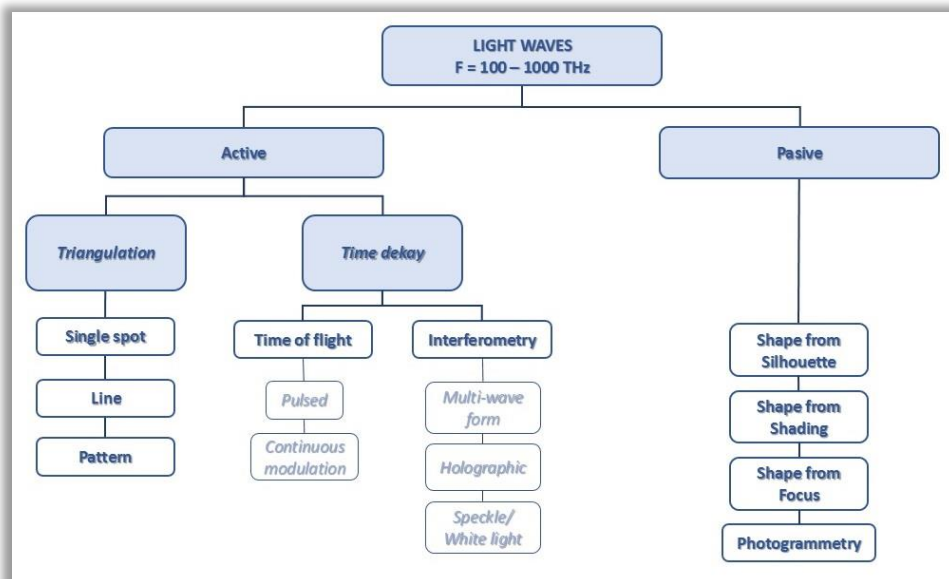 LIGHT WAVES
F = 100 – 1000 THz
Active
Pasive
Triangulation
Time dekay
Single spot
Line
Pattern
Time of flight
Pulsed
Continuous
modulation
Interferometry
Multi-wave
form
Holographic
Speckle/
White light
Shape from
Silhouette
Shape from
Shading
Shape from
Focus
Photogrammetry